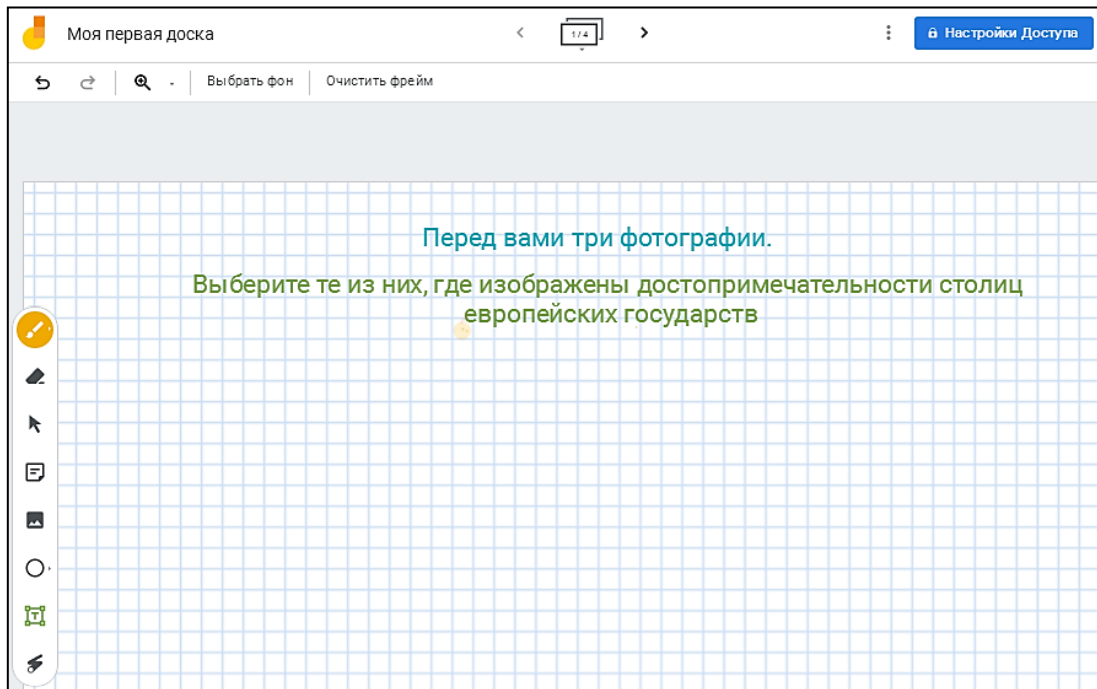 Моя первая доска
1/4
Настройки Доступа
Выбрать фон
Очистить фрейм
Перед вами три фотографии.
Выберите те из них, где изображены достопримечательности столиц
европейских государств
T